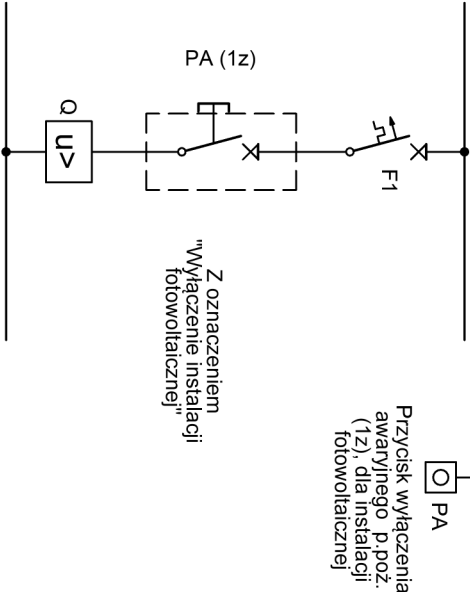 PA (1z)
Q
U<
F1
Z oznaczeniem
"Wyłączenie instalacji
fotowoltaicznej"
PA
Przycisk wyłączenia
awaryjnego p.poż.
(1z), dla instalacji
fotowoltaicznej